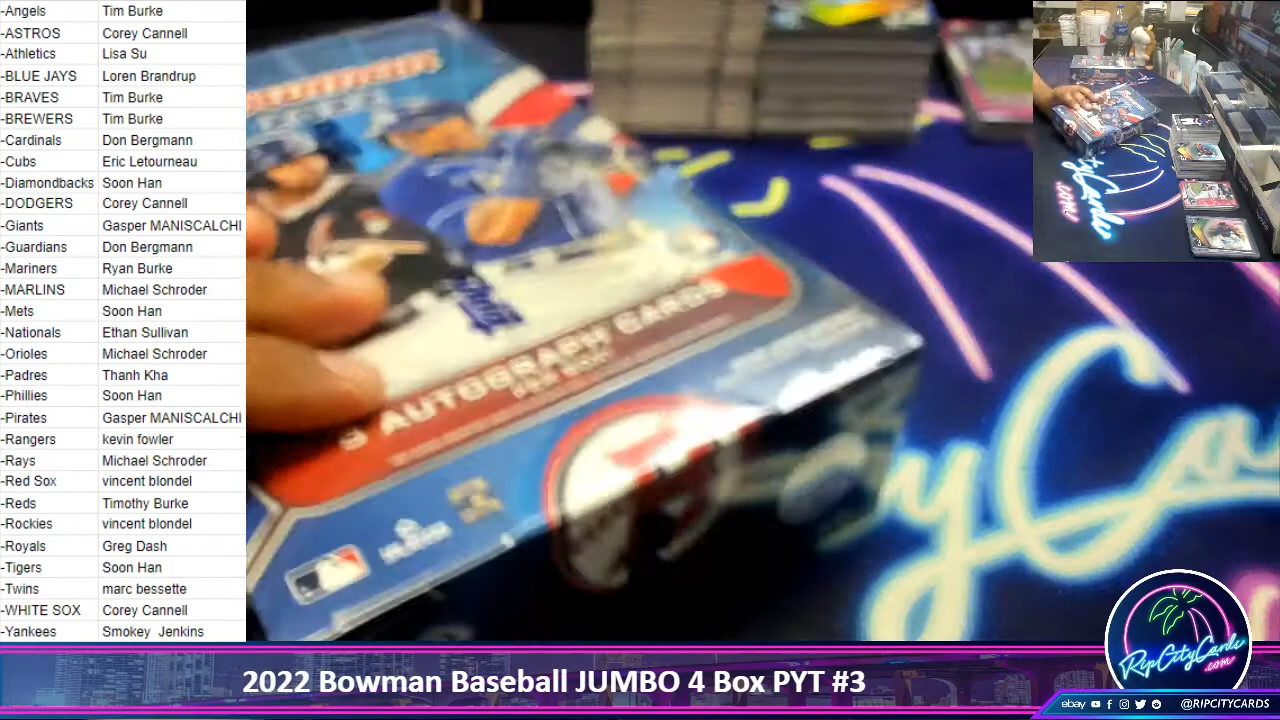 -Angels Tim Burke
-ASTROS Corey Cannell
-Athletics Lisa Su
-BLUE JAYS Loren Brandrup
-BRAVES Tim Burke
-BREWERS Tim Burke
-Cardinals Don Bergmann
-Cubs Eric Letourneau
-Diamondbacks Soon Han
-DODGERS Corey Cannell
-Giants Gasper MANISCALCHI
-Guardians Don Bergmann
-Mariners Ryan Burke
-MARLINS Michael Schroder
-Mets Soon Han
-Nationals Ethan Sullivan
-Orioles Michael Schroder
-Padres Thanh Kha
-Phillies Soon Han
-Pirates Gasper MANISCALCHI
-Rangers kevin fowler
-Rays Michael Schroder
-Red Sox vincent blondel
-Reds Timothy Burke
-Rockies vincent blondel
-Royals Greg Dash
-Tigers Soon Han
-Twins marc bessette
-WHITE SOX Corey Cannell
-Yankees Smokey Jenkins
3 AUTOGRAPH CARDS
PER BOX
2022 Bowman Baseball JUMBO 4 Box PYT #3
RipCityCards
.com
ebay @RIPCITYCARDS